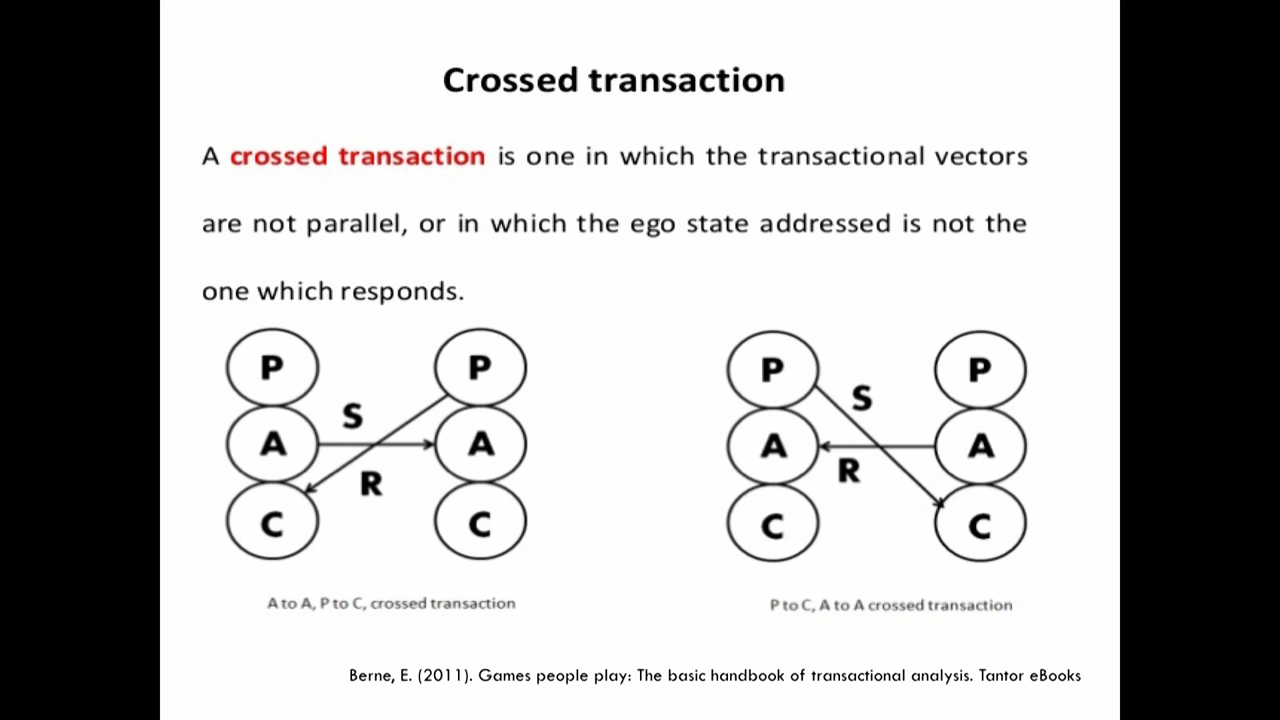 Crossed transaction
A crossed transaction is one in which the transactional vectors
are not parallel, or in which the ego state addressed is not the
one which responds.
P P P P
S S
A A A A
R R
C C C C
A to A, P to C, crossed transaction
P to C, A to A crossed transaction
Berne, E. (2011). Games people play: The basic handbook of transactional analysis. Tantor eBooks